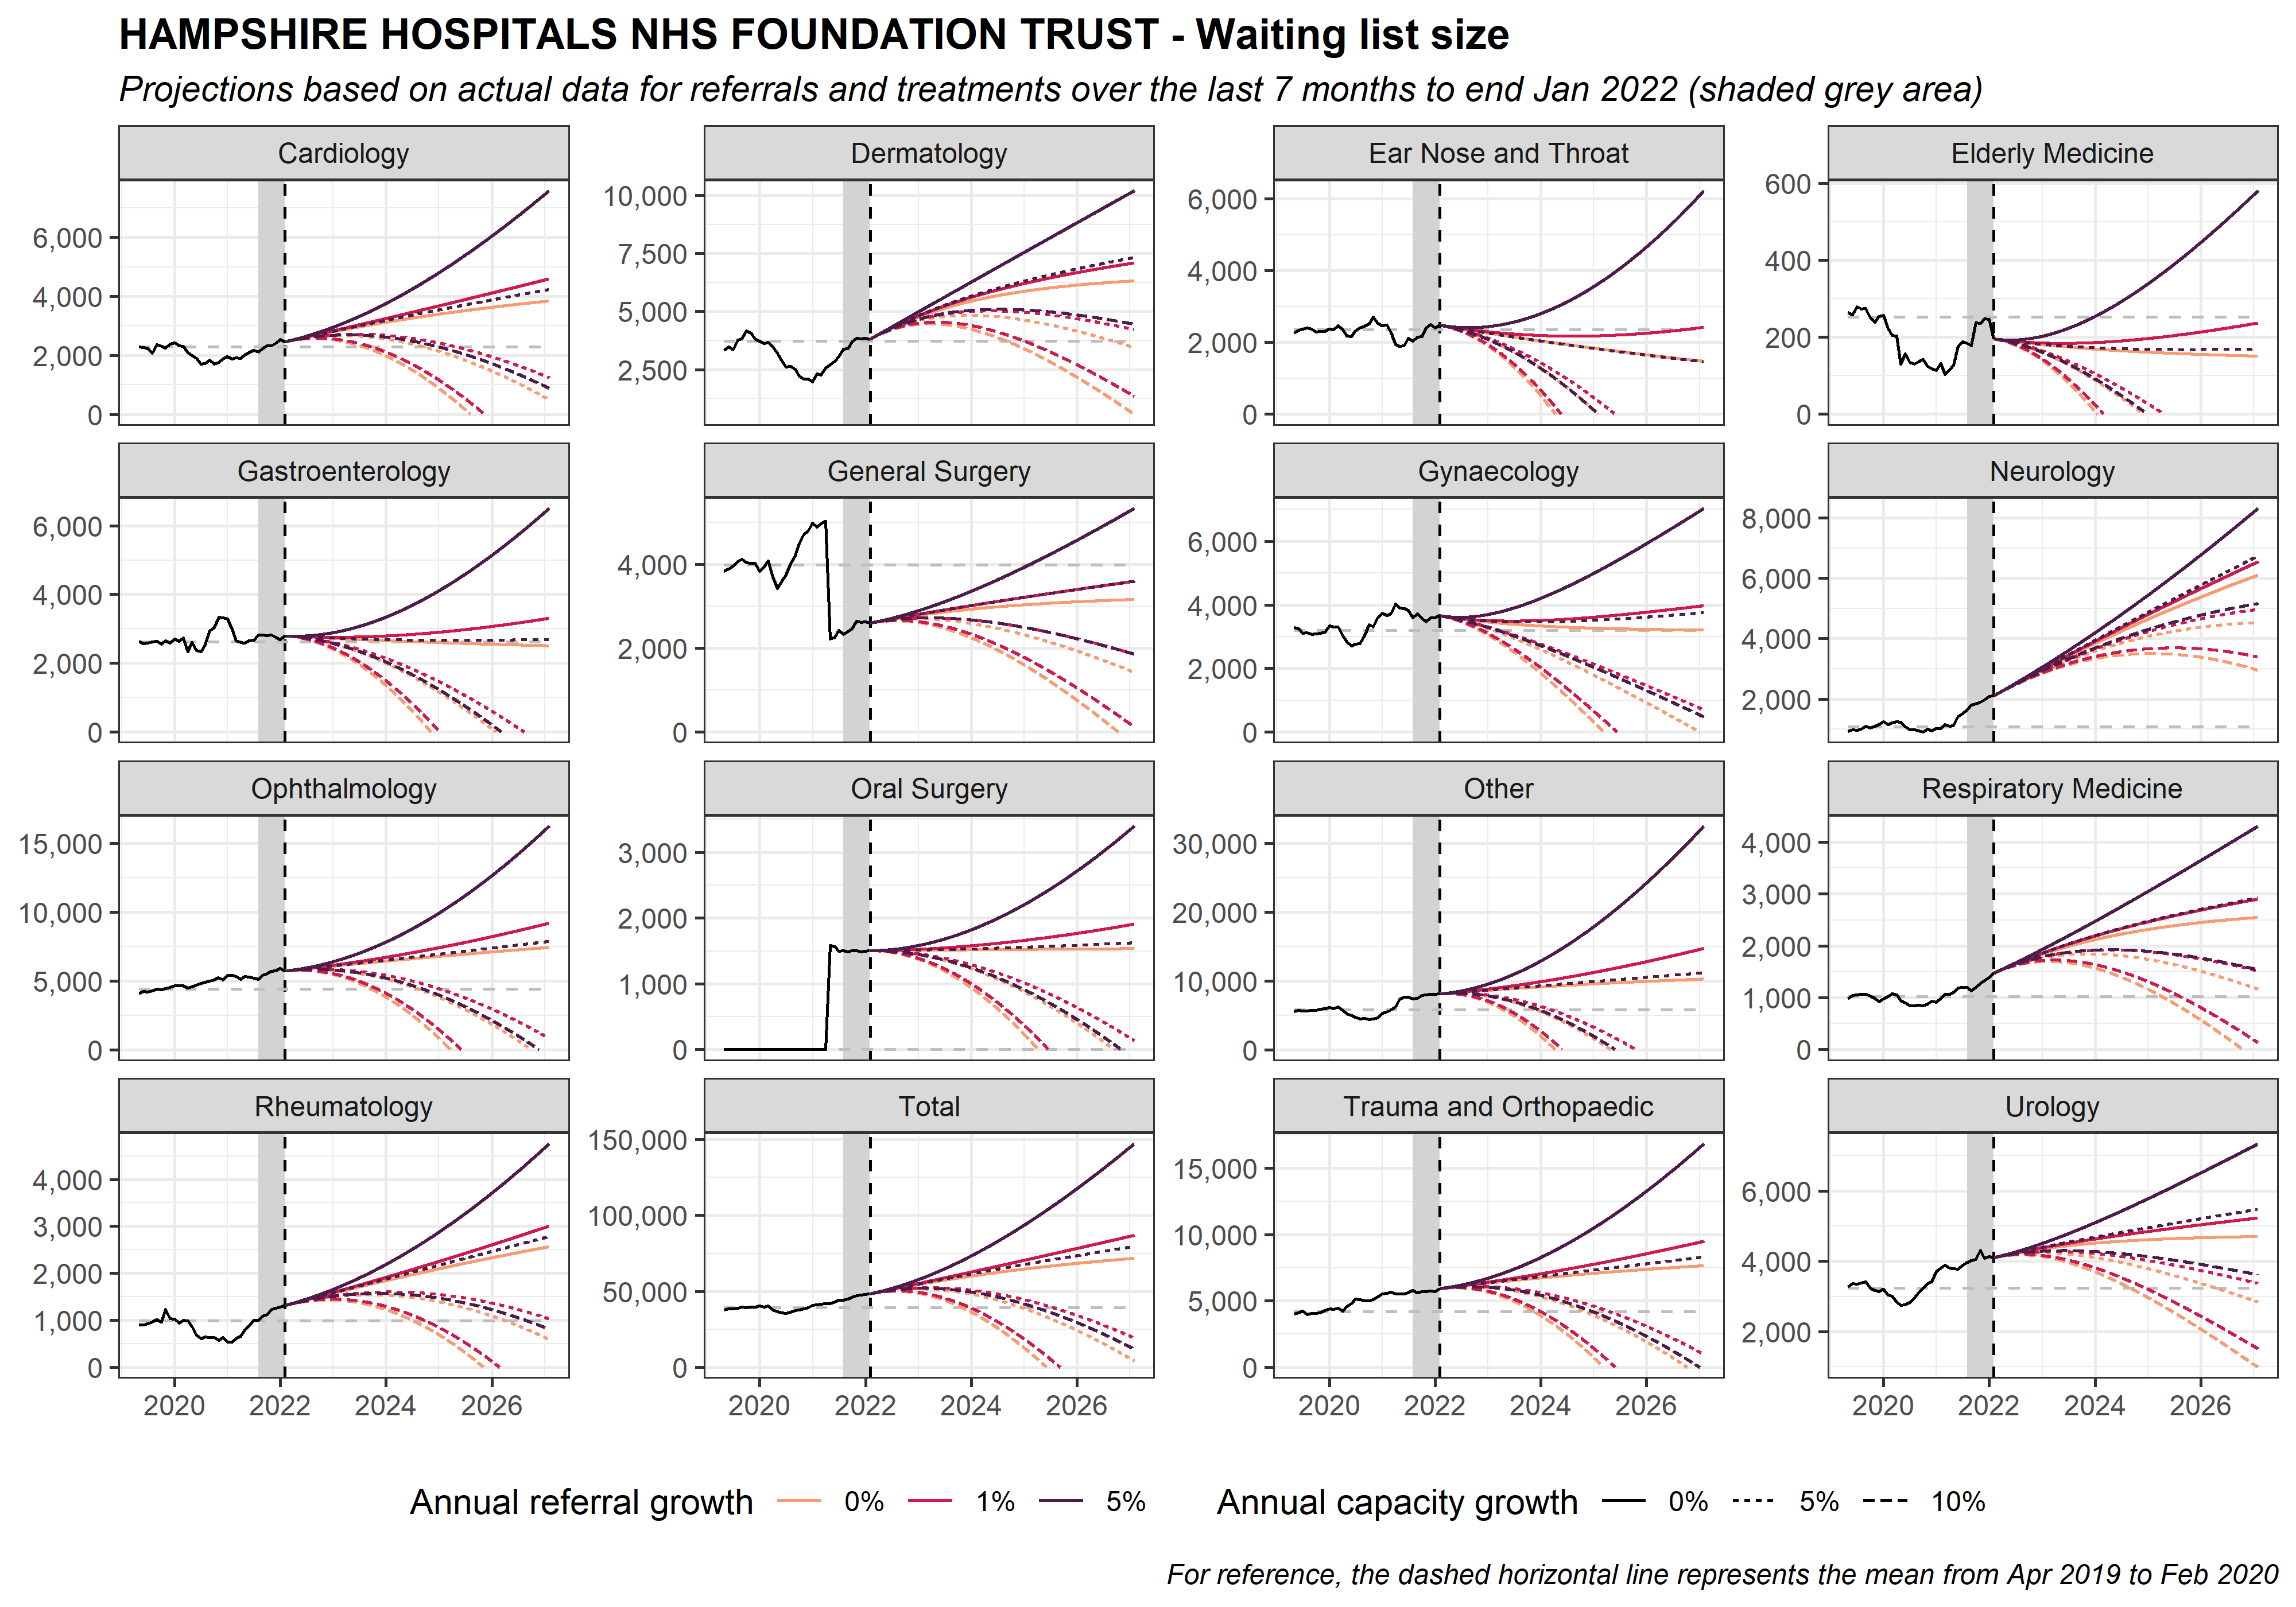 HAMPSHIRE HOSPITALS NHS FOUNDATION TRUST - Waiting list size
Projections based on actual data for referrals and treatments over the last 7 months to end Jan 2022 (shaded grey area)
Cardiology
6,000
4,000
2,000
0
Dermatology
10,000
7,500
5,000
2,500
Ear Nose and Throat
6,000
4,000
2,000
0
Elderly Medicine
600
400
200
0
Gastroenterology
6,000
4,000
2,000
0
General Surgery
4,000
2,000
0
Gynaecology
6,000
4,000
2,000
0
Neurology
8,000
6,000
4,000
2,000
Ophthalmology
15,000
10,000
5,000
0
Oral Surgery
3,000
2,000
1,000
0
Other
30,000
20,000
10,000
0
Respiratory Medicine
4,000
3,000
2,000
1,000
0
Rheumatology
4,000
3,000
2,000
1,000
0
2020 2022 2024 2026
Total
150,000
100,000
50,000
0
2020 2022 2024 2026
Trauma and Orthopaedic
15,000
10,000
5,000
0
2020 2022 2024 2026
Urology
6,000
4,000
2,000
2020 2022 2024 2026
Annual referral growth 0% 1% 5%
Annual capacity growth 0% 5% 10%
For reference, the dashed horizontal line represents the mean from Apr 2019 to Feb 2020